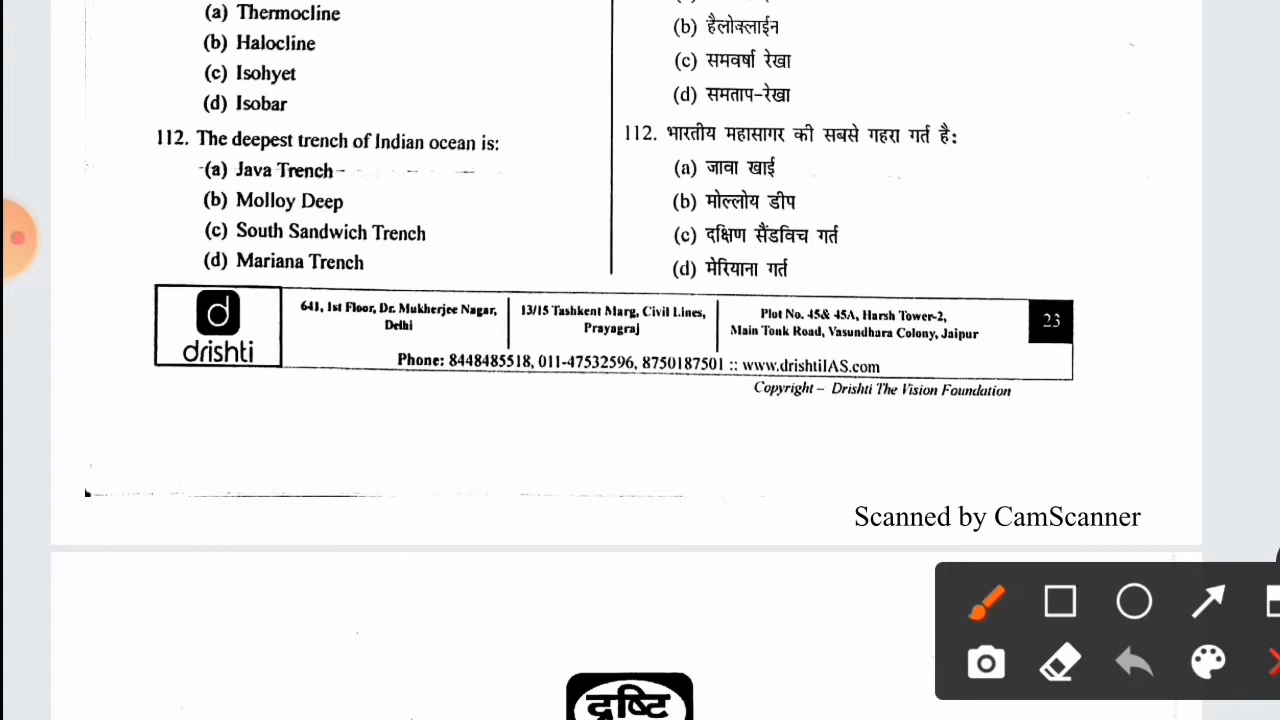 (a) Thermocline
(b) Halocline
(c) Isohyet
(d) Isobar
112. The deepest trench of Indian ocean is:
(a) Java Trench
(b) Molloy Deep
(c) South Sandwich Trench
(d) Mariana Trench
(b) हैलोक्लाईन
(c) समवर्षा रेखा
(d) समताप-रेखा
112. भारतीय महासागर की सबसे गहरा गर्त है:
(a) जावा खाई
(b) मोल्लोय डीप
(c) दक्षिण सैंडविच गर्त
(d) मेरियाना गर्त
d
drishti
641, 1st Floor, Dr. Mukherjee Nagar,
Delhi
13/15 Tashkent Marg, Civil Lines,
Prayagraj
Plot No. 45& 45A, Harsh Tower-2,
Main Tonk Road, Vasundhara Colony, Jaipur
23
Phone: 8448485518, 011-47532596, 8750187501 :: www.drishtiIAS.com
Copyright – Drishti The Vision Foundation
Scanned by CamScanner
दृष्टि